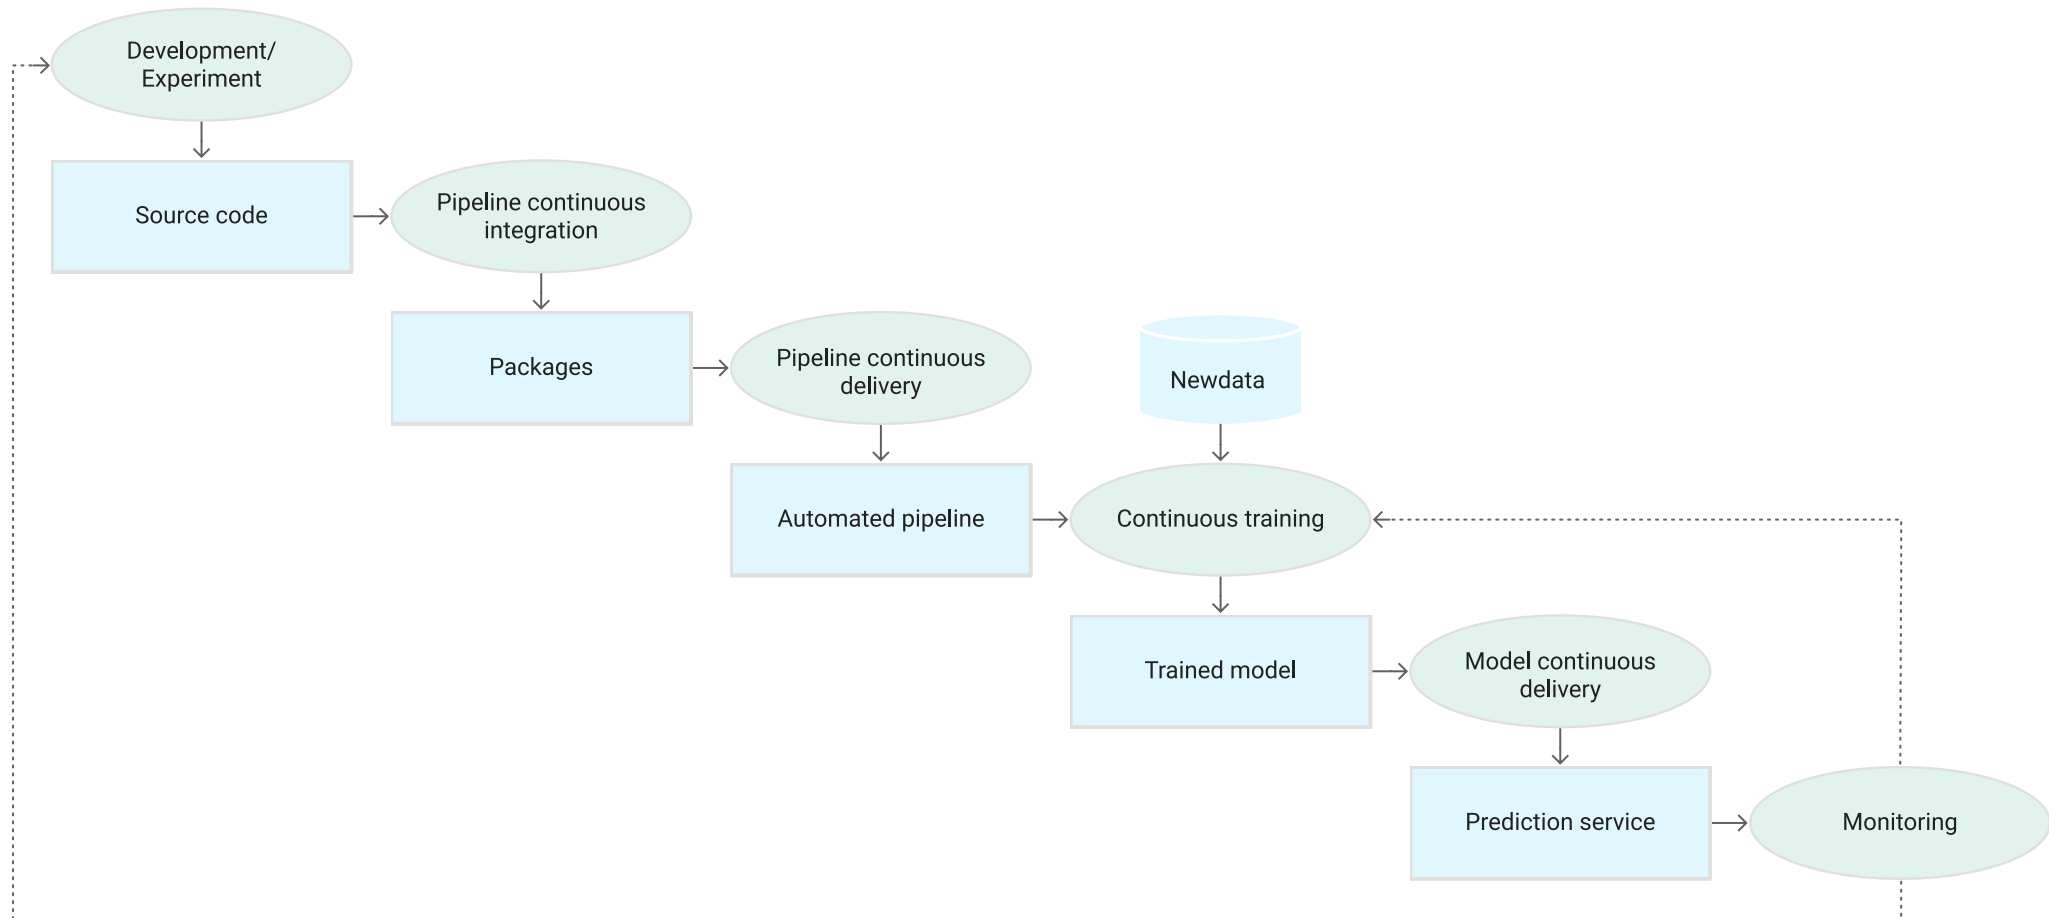 Development/
Experiment
Source code
Pipeline continuous
integration
Packages
Pipeline continuous
delivery
Newdata
Automated pipeline
Continuous training
Trained model
Model continuous
delivery
Prediction service
Monitoring